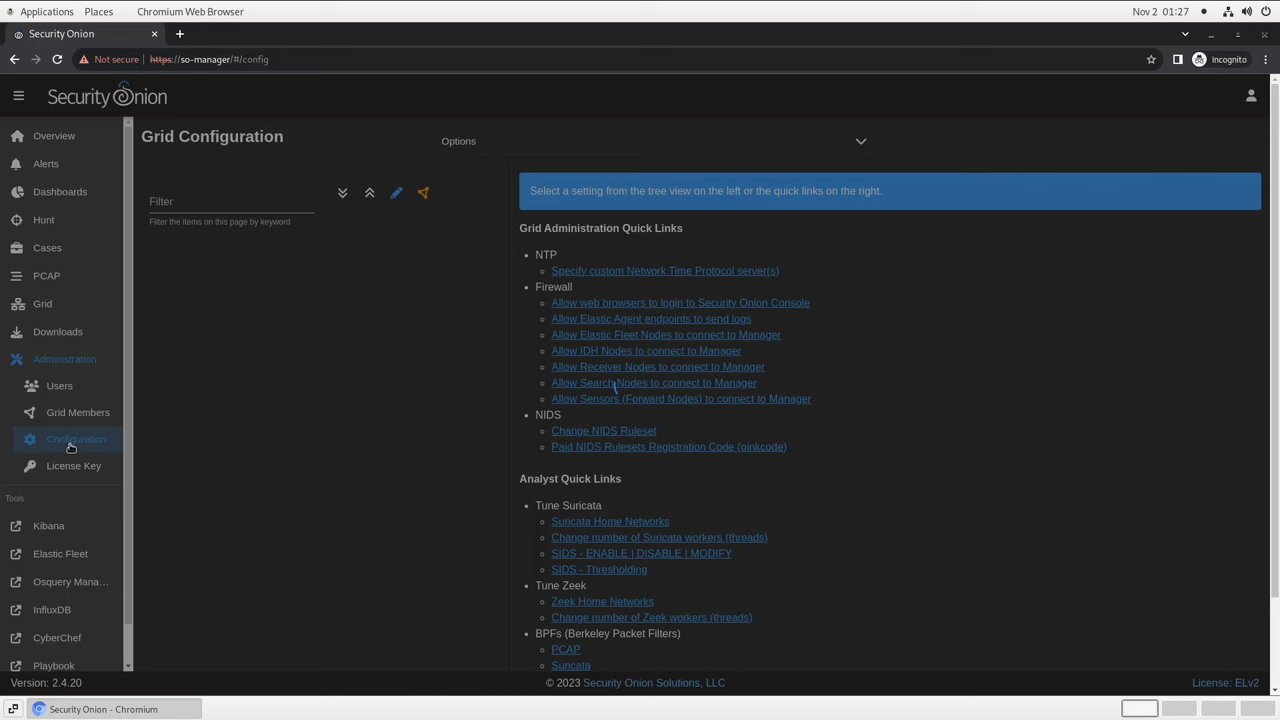 Applications Places Chromium Web Browser Nov 2 01:27
Security Onion
Not secure https://so-manager/#/config Incognito
Security Onion
Overview
Alerts
Dashboards
Hunt
Cases
PCAP
Grid
Downloads
Administration
Users
Grid Members
Configuration
License Key
Tools
Kibana
Elastic Fleet
Osquery Mana...
InfluxDB
CyberChef
Playbook
Grid Configuration
Options
Filter
Filter the items on this page by keyword
Select a setting from the tree view on the left or the quick links on the right.
Grid Administration Quick Links
NTP
Specify custom Network Time Protocol server(s)
Firewall
Allow web browsers to login to Security Onion Console
Allow Elastic Agent endpoints to send logs
Allow Elastic Fleet Nodes to connect to Manager
Allow IDH Nodes to connect to Manager
Allow Receiver Nodes to connect to Manager
Allow Search Nodes to connect to Manager
Allow Sensors (Forward Nodes) to connect to Manager
NIDS
Change NIDS Ruleset
Paid NIDS Rulesets Registration Code (oinkcode)
Analyst Quick Links
Tune Suricata
Suricata Home Networks
Change number of Suricata workers (threads)
SIDS - ENABLE | DISABLE | MODIFY
SIDS - Thresholding
Tune Zeek
Zeek Home Networks
Change number of Zeek workers (threads)
BPFs (Berkeley Packet Filters)
PCAP
Suricata
Version: 2.4.20 © 2023 Security Onion Solutions, LLC License: ELv2
Security Onion - Chromium